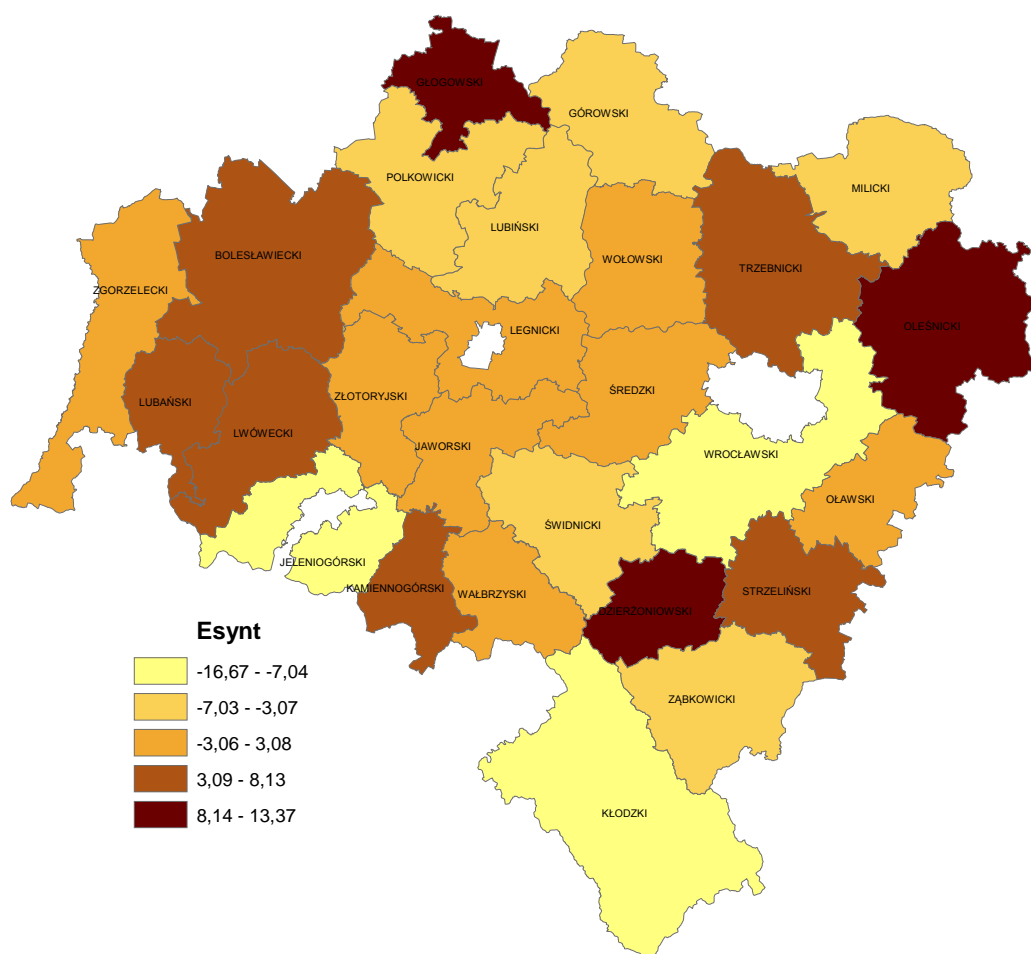 GŁOGOWSKI
GÓROWSKI
POLKOWICKI
MILICKI
LUBIŃSKI
BOLESŁAWIECKI
WOŁOWSKI
TRZEBNICKI
ZGORZELECKI
LEGNICKI
OLEŚNICKI
ZŁOTORYJSKI
ŚREDZKI
LUBAŃSKI
LWÓWECKI
JAWORSKI
WROCŁAWSKI
OŁAWSKI
ŚWIDNICKI
JELENIOGÓRSKI
KAMIENNOGÓRSKI
WAŁBRZYSKI
STRZELIŃSKI
DZIERZONIOWSKI
ZĄBKOWICKI
KŁODZKI
Esynt
-16,67 - -7,04
-7,03 - -3,07
-3,06 - 3,08
3,09 - 8,13
8,14 - 13,37